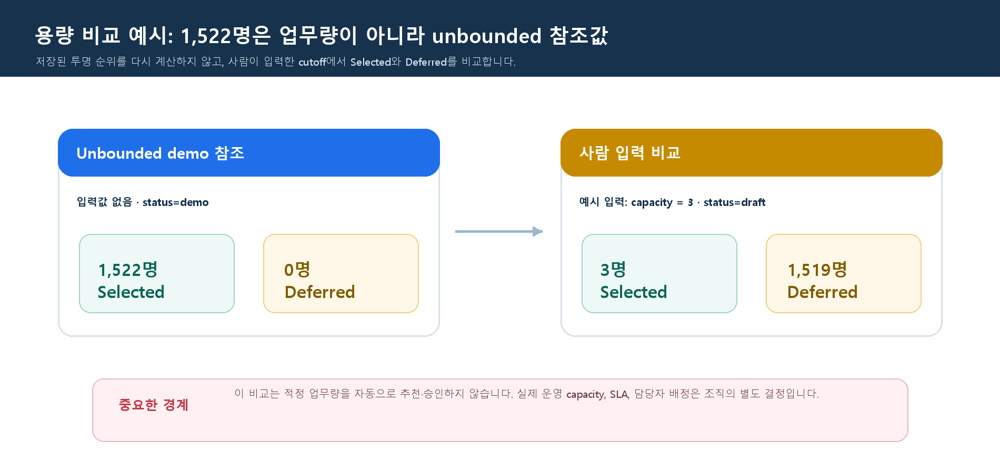 용량 비교 예시: 1,522명은 업무량이 아니라 unbounded 참조값
저장된 투명 순위를 다시 계산하지 않고, 사람이 입력한 cutoff에서 Selected와 Deferred를 비교합니다.
Unbounded demo 참조
입력값 없음 · status=demo
1,522명
Selected
0명
Deferred
사람 입력 비교
예시 입력: capacity = 3 · status=draft
3명
Selected
1,519명
Deferred
중요한 경계
이 비교는 적정 업무량을 자동으로 추천·승인하지 않습니다. 실제 운영 capacity, SLA, 담당자 배정은 조직의 별도 결정입니다.